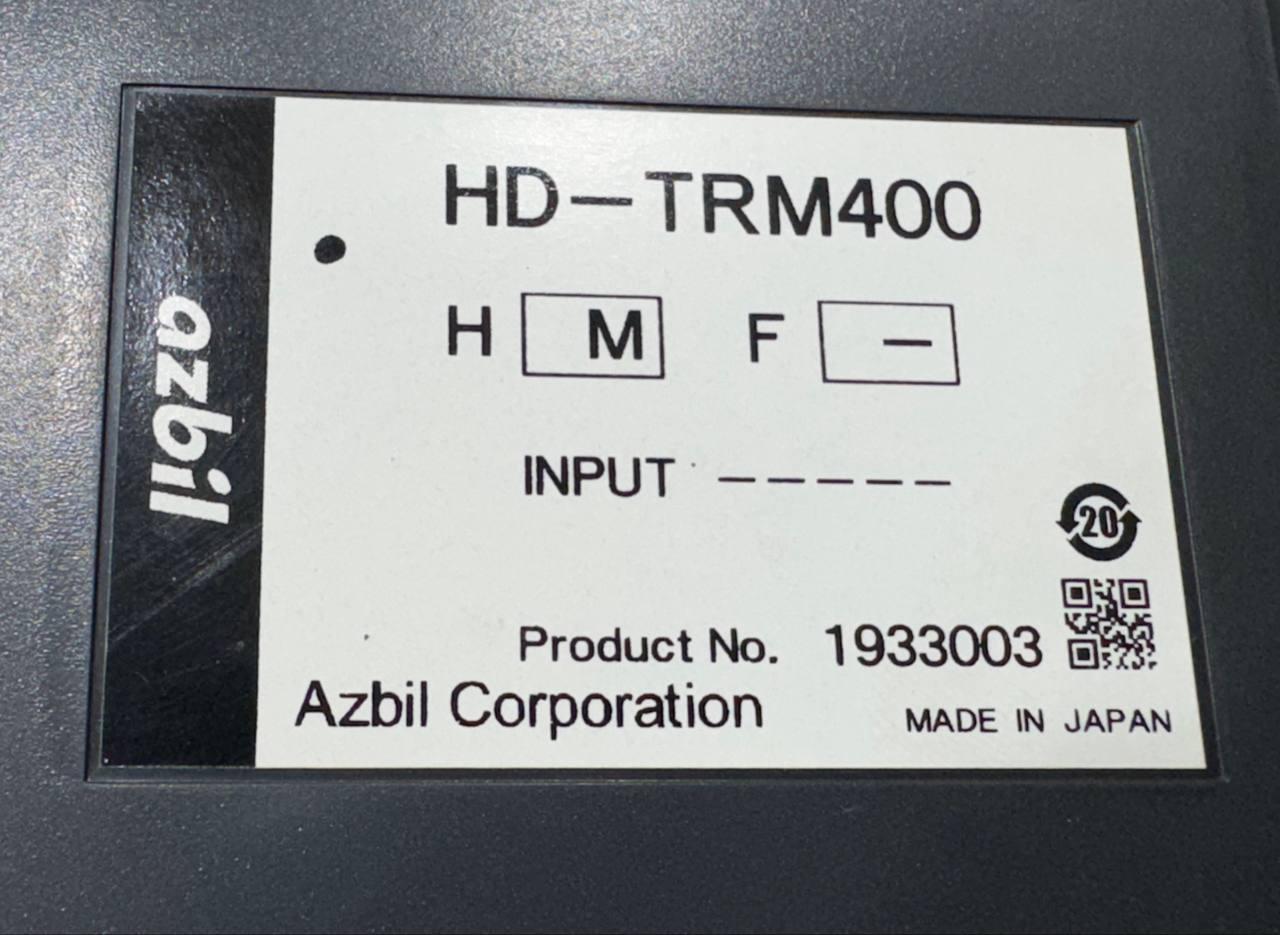 azbil
HD-TRM400
H M F -
INPUT -----
20
Product No. 1933003
Azbil Corporation
MADE IN JAPAN